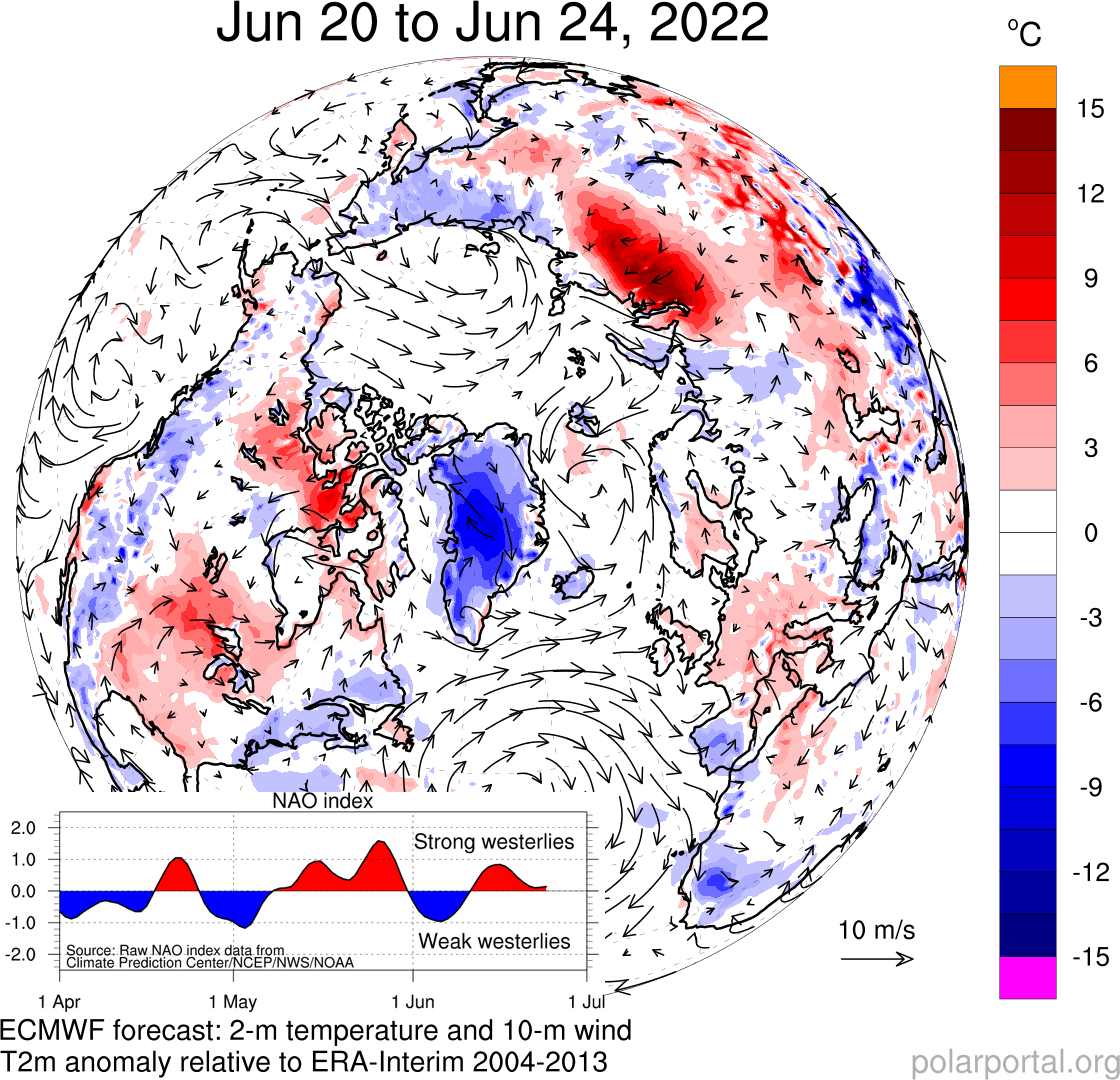 Jun 20 to Jun 24, 2022
°C
15
12
9
6
3
0
-3
-6
-9
-12
-15
10 m/s
NAO index
2.0
1.0
0.0
-1.0
-2.0
Strong westerlies
Weak westerlies
Source: Raw NAO index data from
Climate Prediction Center/NCEP/NWS/NOAA
1 Apr 1 May 1 Jun 1 Jul
ECMWF forecast: 2-m temperature and 10-m wind
T2m anomaly relative to ERA-Interim 2004-2013
polarportal.org